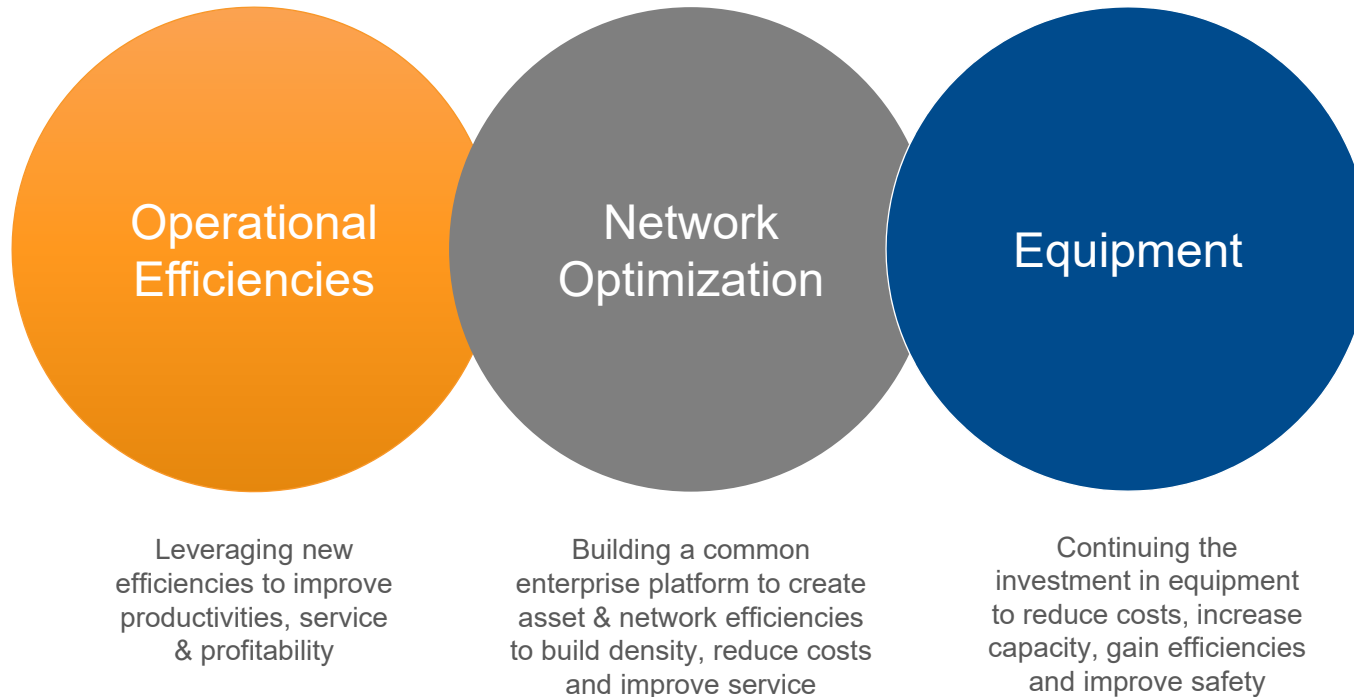 Operational
Efficiencies
Network
Optimization
Equipment
Leveraging new
efficiencies to improve
productivities, service
& profitability
Building a common
enterprise platform to create
asset & network efficiencies
to build density, reduce costs
and improve service
Continuing the
investment in equipment
to reduce costs, increase
capacity, gain efficiencies
and improve safety